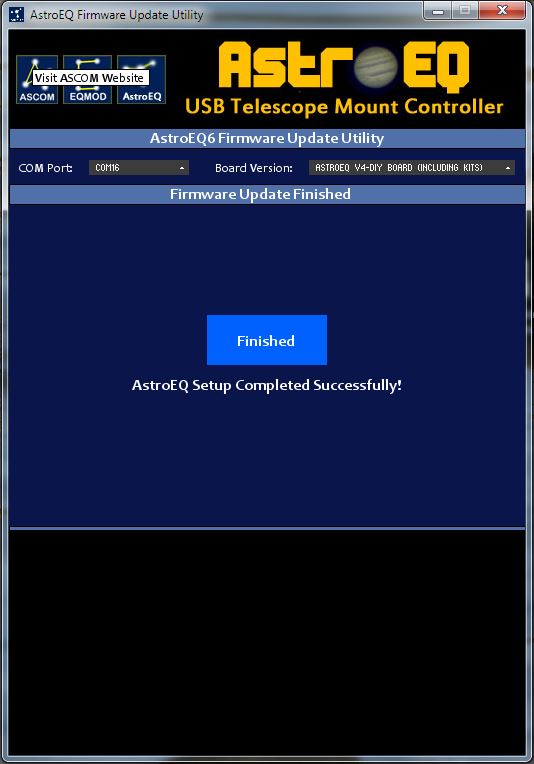 AstroEQ Firmware Update Utility
AstroEQ
USB Telescope Mount Controller
Visit ASCOM Website
ASCOM EQMOD AstroEQ
AstroEQ6 Firmware Update Utility
COM Port: COM16 Board Version: ASTROEQ V4-DIY BOARD (INCLUDING KITS)
Firmware Update Finished
Finished
AstroEQ Setup Completed Successfully!